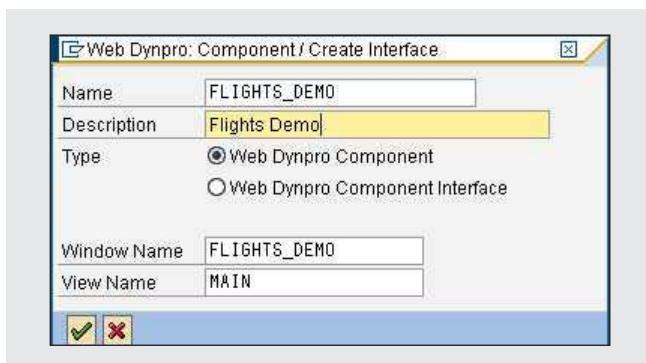 Web Dynpro: Component / Create Interface
Name FLIGHTS_DEMO
Description Flights Demo
Type Web Dynpro Component
Web Dynpro Component Interface
Window Name FLIGHTS_DEMO
View Name MAIN